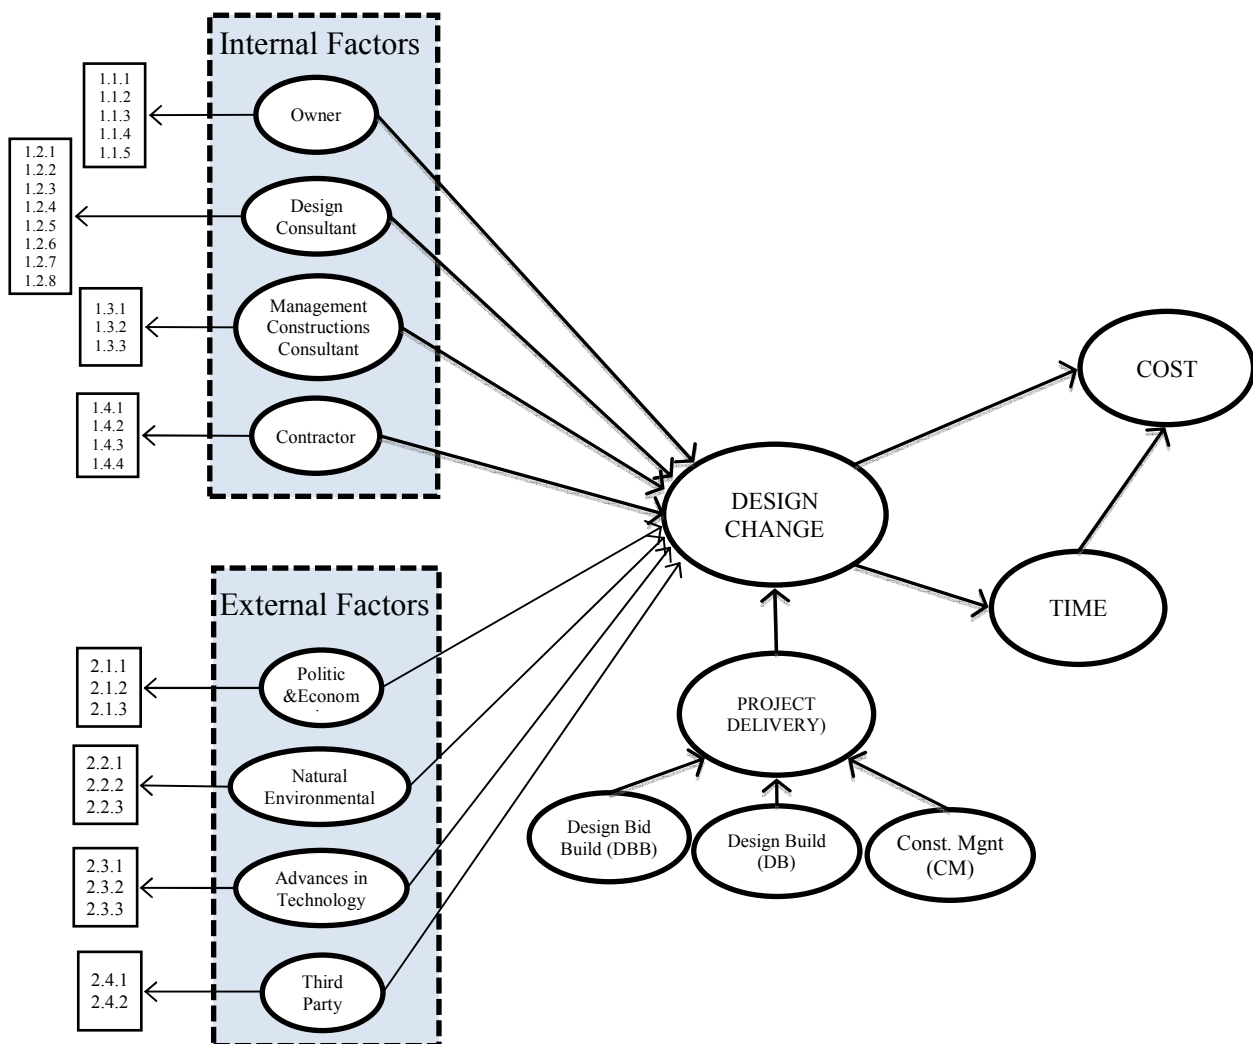 Internal Factors
1.1.1
1.1.2
1.1.3
1.1.4
1.1.5
Owner
1.2.1
1.2.2
1.2.3
1.2.4
1.2.5
1.2.6
1.2.7
1.2.8
Design
Consultant
1.3.1
1.3.2
1.3.3
Management
Constructions
Consultant
1.4.1
1.4.2
1.4.3
1.4.4
Contractor
External Factors
2.1.1
2.1.2
2.1.3
Politic
&Econom
2.2.1
2.2.2
2.2.3
Natural
Environmental
2.3.1
2.3.2
2.3.3
Advances in
Technology
2.4.1
2.4.2
Third
Party
DESIGN
CHANGE
COST
TIME
PROJECT
DELIVERY)
Design Bid
Build (DBB)
Design Build
(DB)
Const. Mgnt
(CM)